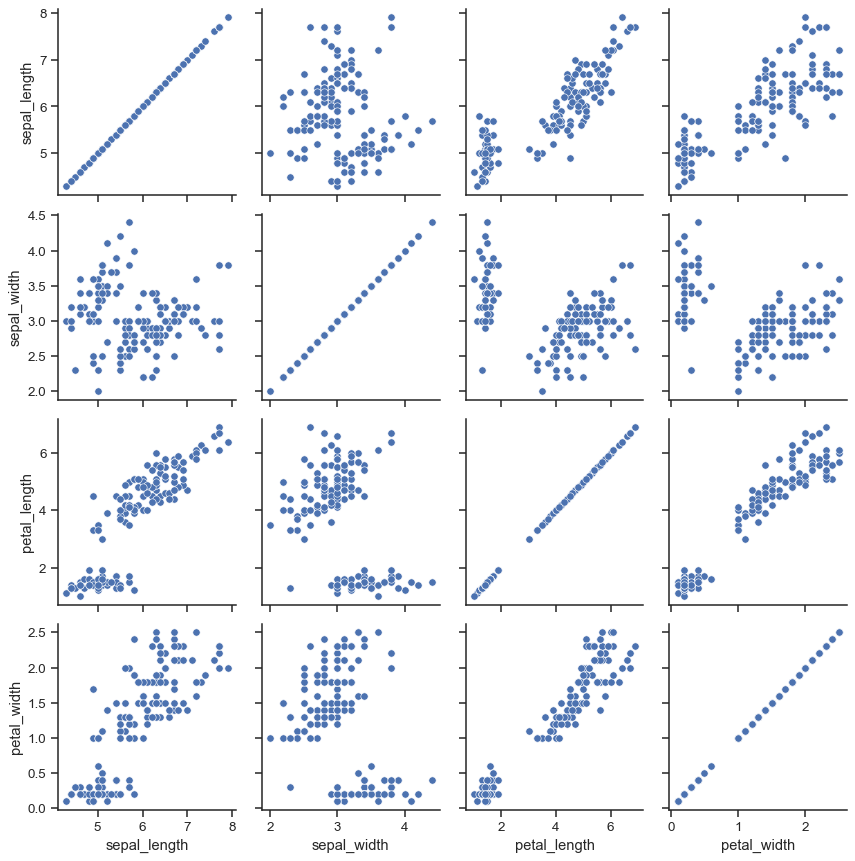 8
7
6
5
sepal_length
4.5
4.0
3.5
3.0
2.5
2.0
sepal_width
6
4
2
petal_length
2.5
2.0
1.5
1.0
0.5
0.0
petal_width
5 6 7 8
sepal_length
2 3 4
sepal_width
2 4 6
petal_length
0 1 2
petal_width